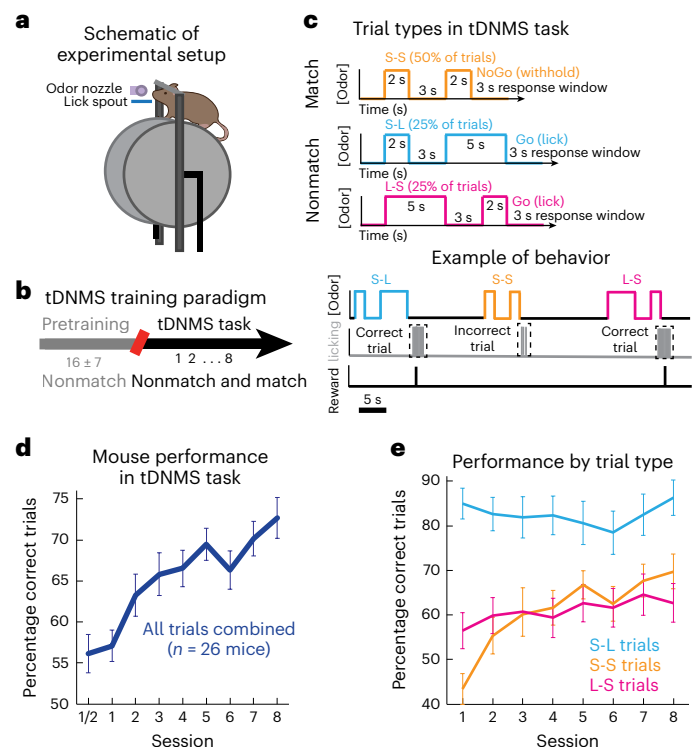 a
Schematic of
experimental setup
Odor nozzle
Lick spout
b
tDNMS training paradigm
Pretraining
tDNMS task
16 ± 7
1 2 ... 8
Nonmatch
Nonmatch and match
c
Trial types in tDNMS task
Match
[Odor]
S-S (50% of trials)
2 s
3 s
2 s
NoGo (withhold)
3 s response window
Time (s)
Nonmatch
[Odor]
S-L (25% of trials)
2 s
3 s
5 s
Go (lick)
3 s response window
Time (s)
[Odor]
L-S (25% of trials)
5 s
3 s
2 s
Go (lick)
3 s response window
Time (s)
Example of behavior
[Odor]
S-L
S-S
L-S
licking
Correct
trial
Incorrect
trial
Correct
trial
Reward
5 s
d
Mouse performance
in tDNMS task
Percentage correct trials
75
70
65
60
55
50
All trials combined
(n = 26 mice)
1/2 1 2 3 4 5 6 7 8
Session
e
Performance by trial type
Percentage correct trials
90
80
70
60
50
40
S-L trials
S-S trials
L-S trials
1 2 3 4 5 6 7 8
Session